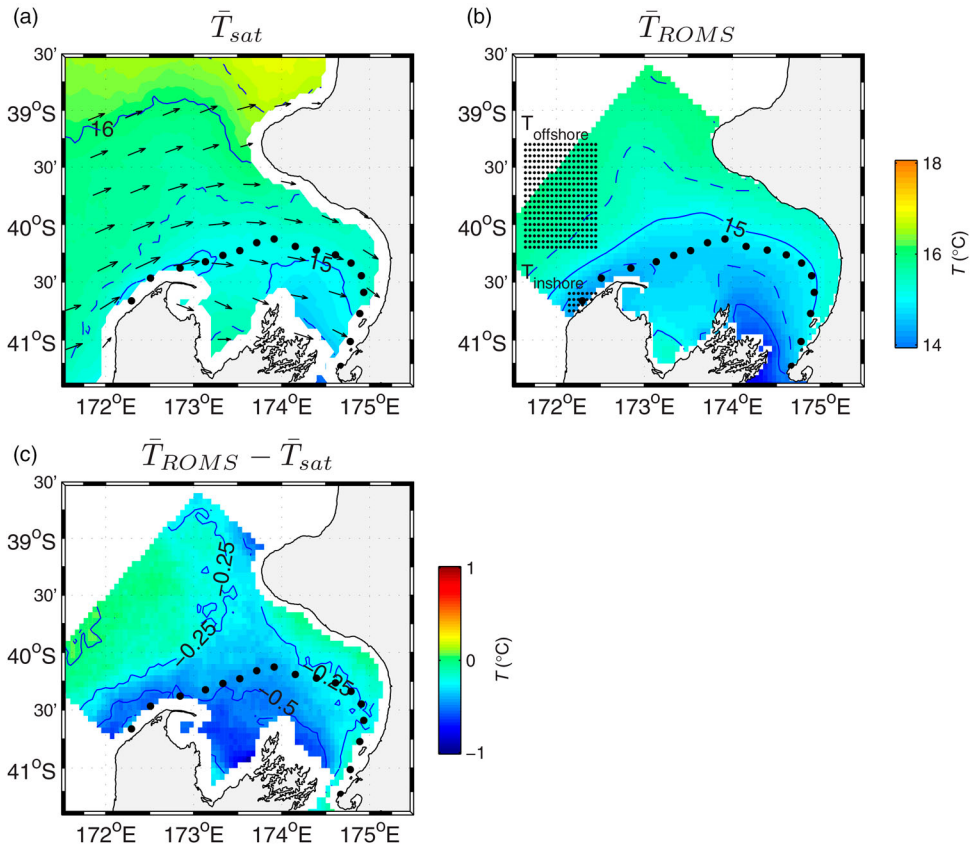 (a)
T̄sat
30'
39°S
30'
40°S
30'
41°S
172°E
173°E
174°E
175°E
16
15
(b)
T̄ROMS
30'
39°S
30'
40°S
30'
41°S
172°E
173°E
174°E
175°E
Toffshore
Tinshore
15
18
16
14
T (°C)
(c)
T̄ROMS − T̄sat
30'
39°S
30'
40°S
30'
41°S
172°E
173°E
174°E
175°E
−0.25
−0.25
−0.25
−0.5
1
0
−1
T (°C)